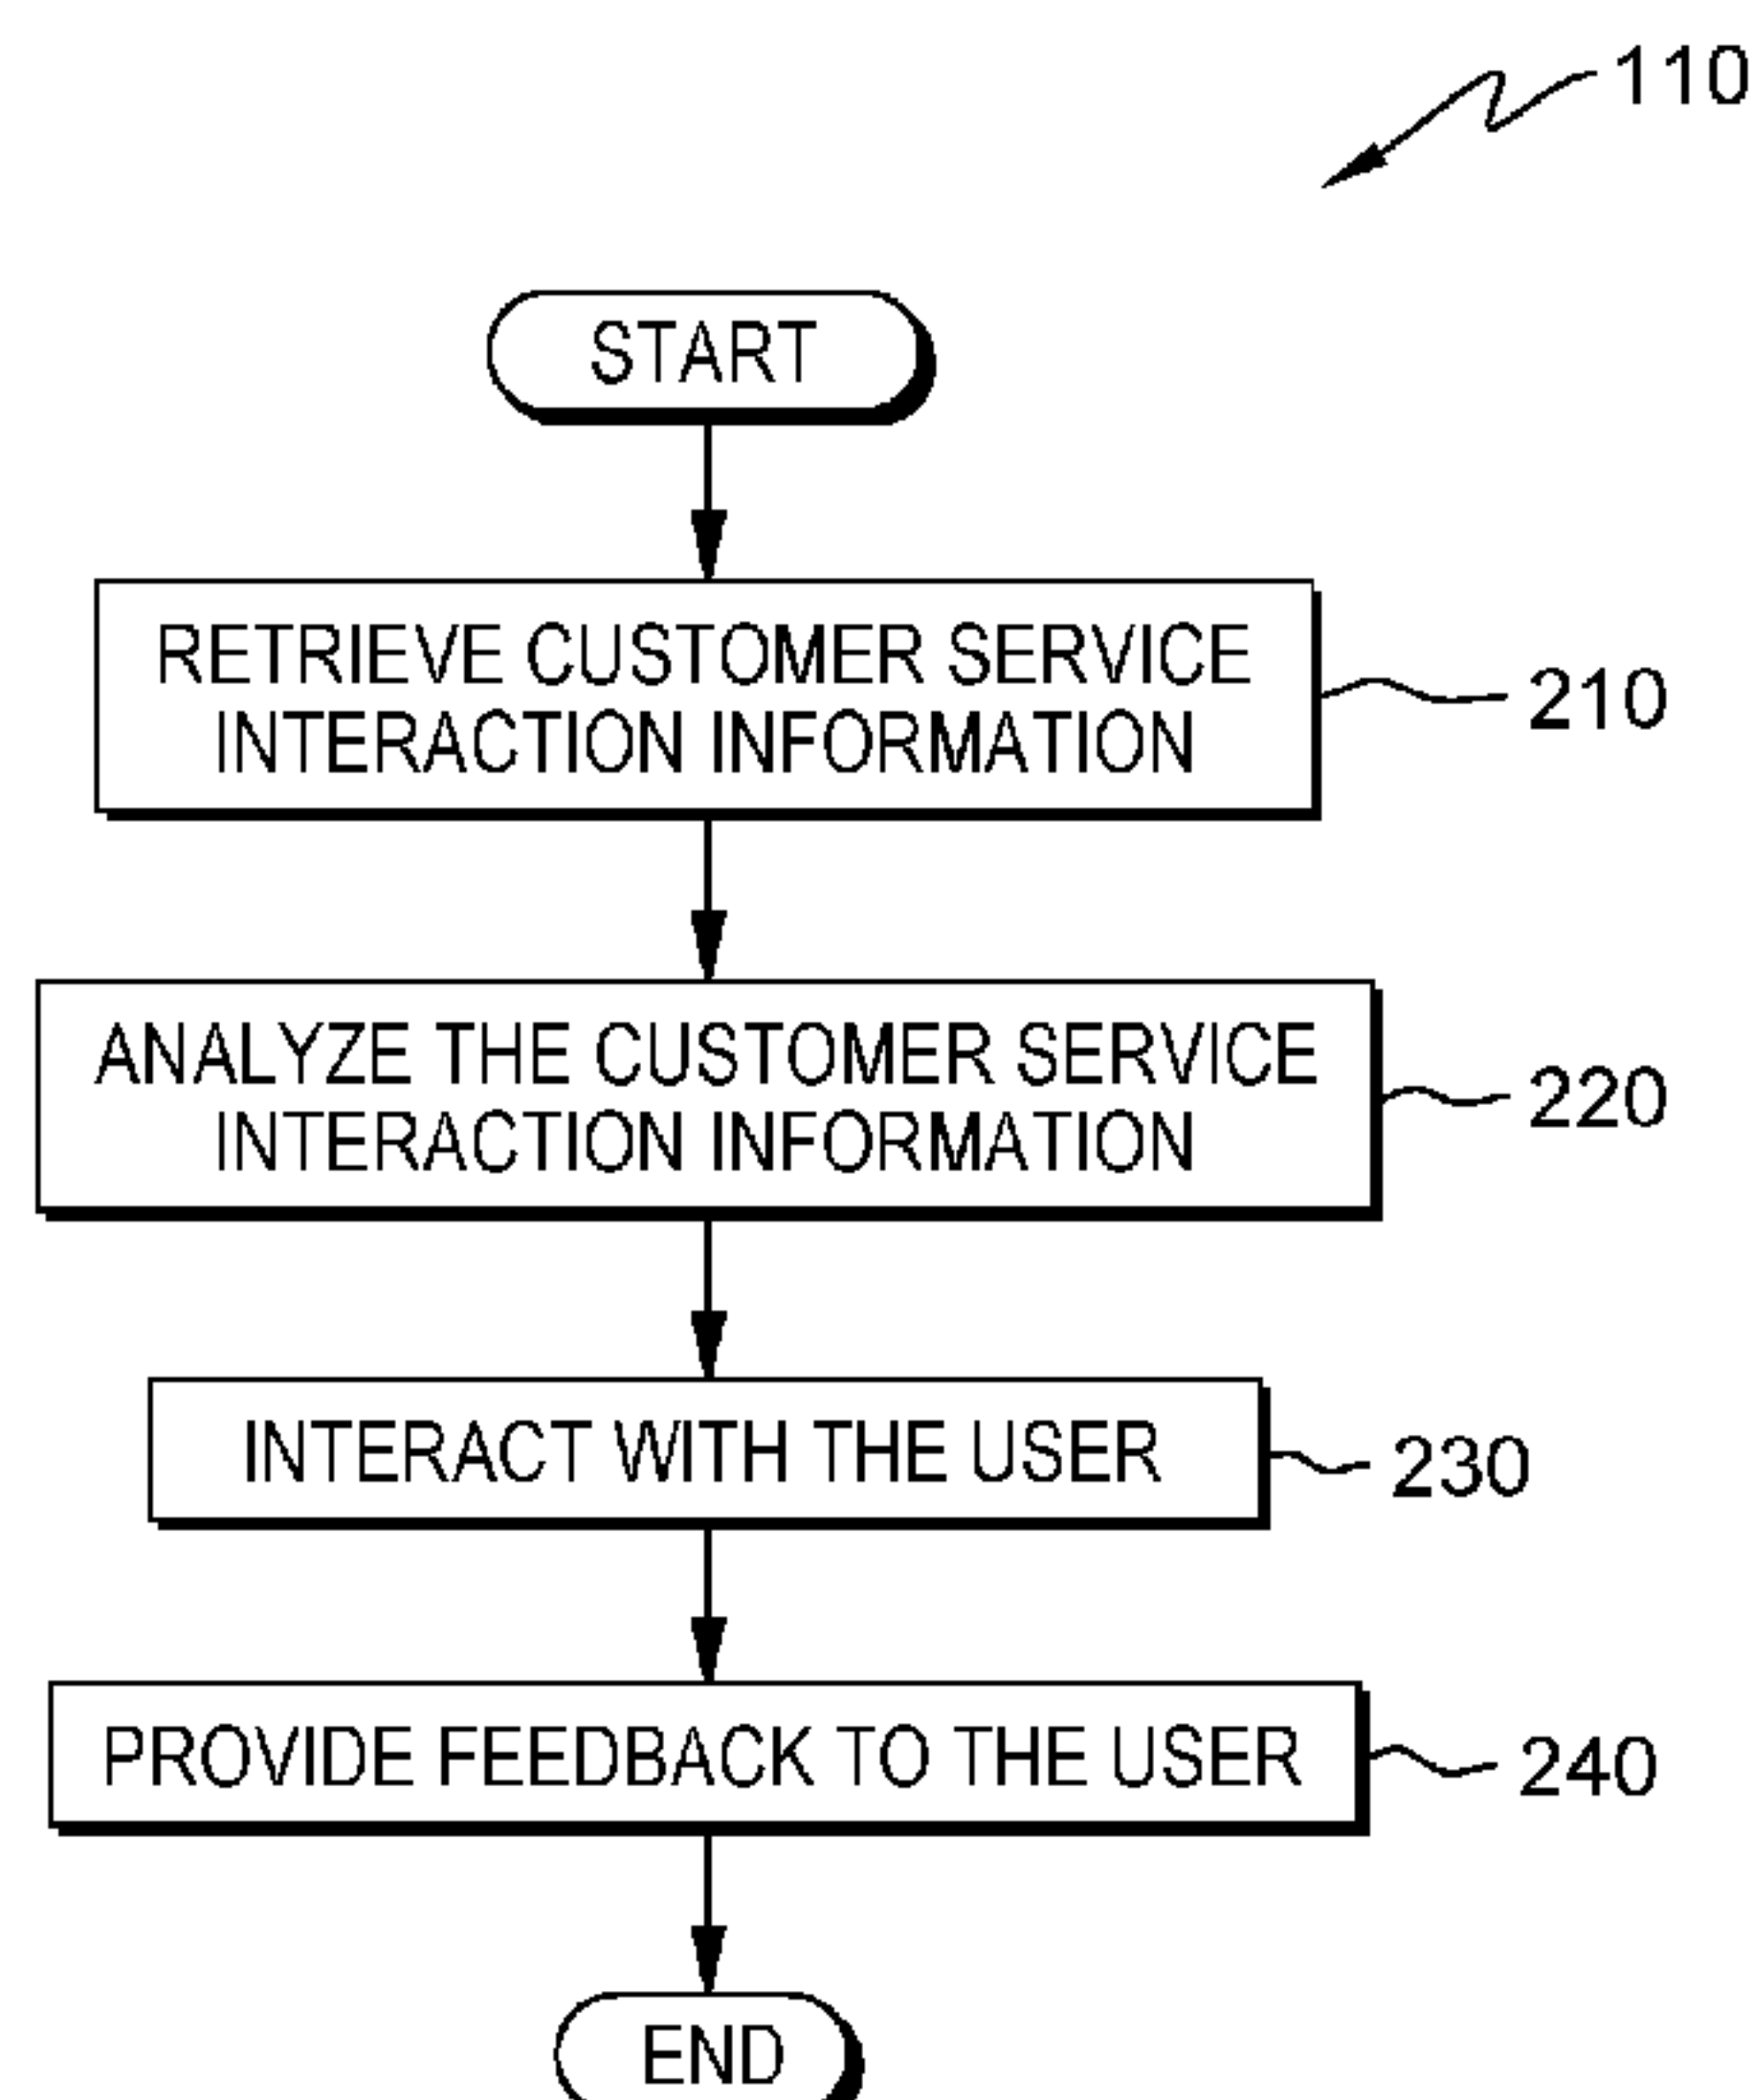 110
START
RETRIEVE CUSTOMER SERVICE
INTERACTION INFORMATION
210
ANALYZE THE CUSTOMER SERVICE
INTERACTION INFORMATION
220
INTERACT WITH THE USER
230
PROVIDE FEEDBACK TO THE USER
240
END